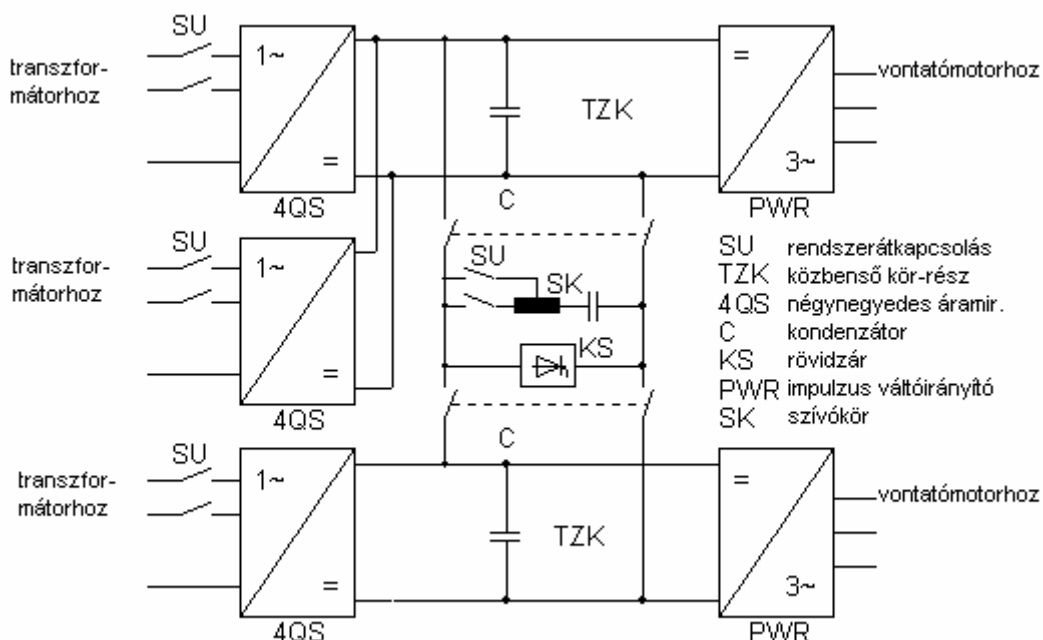 SU
transzfor-
mátorhoz
1~
=
4QS
TZK
C
=
3~
PWR
vontatómotorhoz
SU
transzfor-
mátorhoz
1~
=
4QS
SU
SK
KS
C
SU rendszerátkapcsolás
TZK közbenső kör-rész
4QS négynegyedes áramir.
C kondenzátor
KS rövidzár
PWR impulzus váltóirányító
SK szívókör
SU
transzfor-
mátorhoz
1~
=
4QS
TZK
=
3~
PWR
vontatómotorhoz